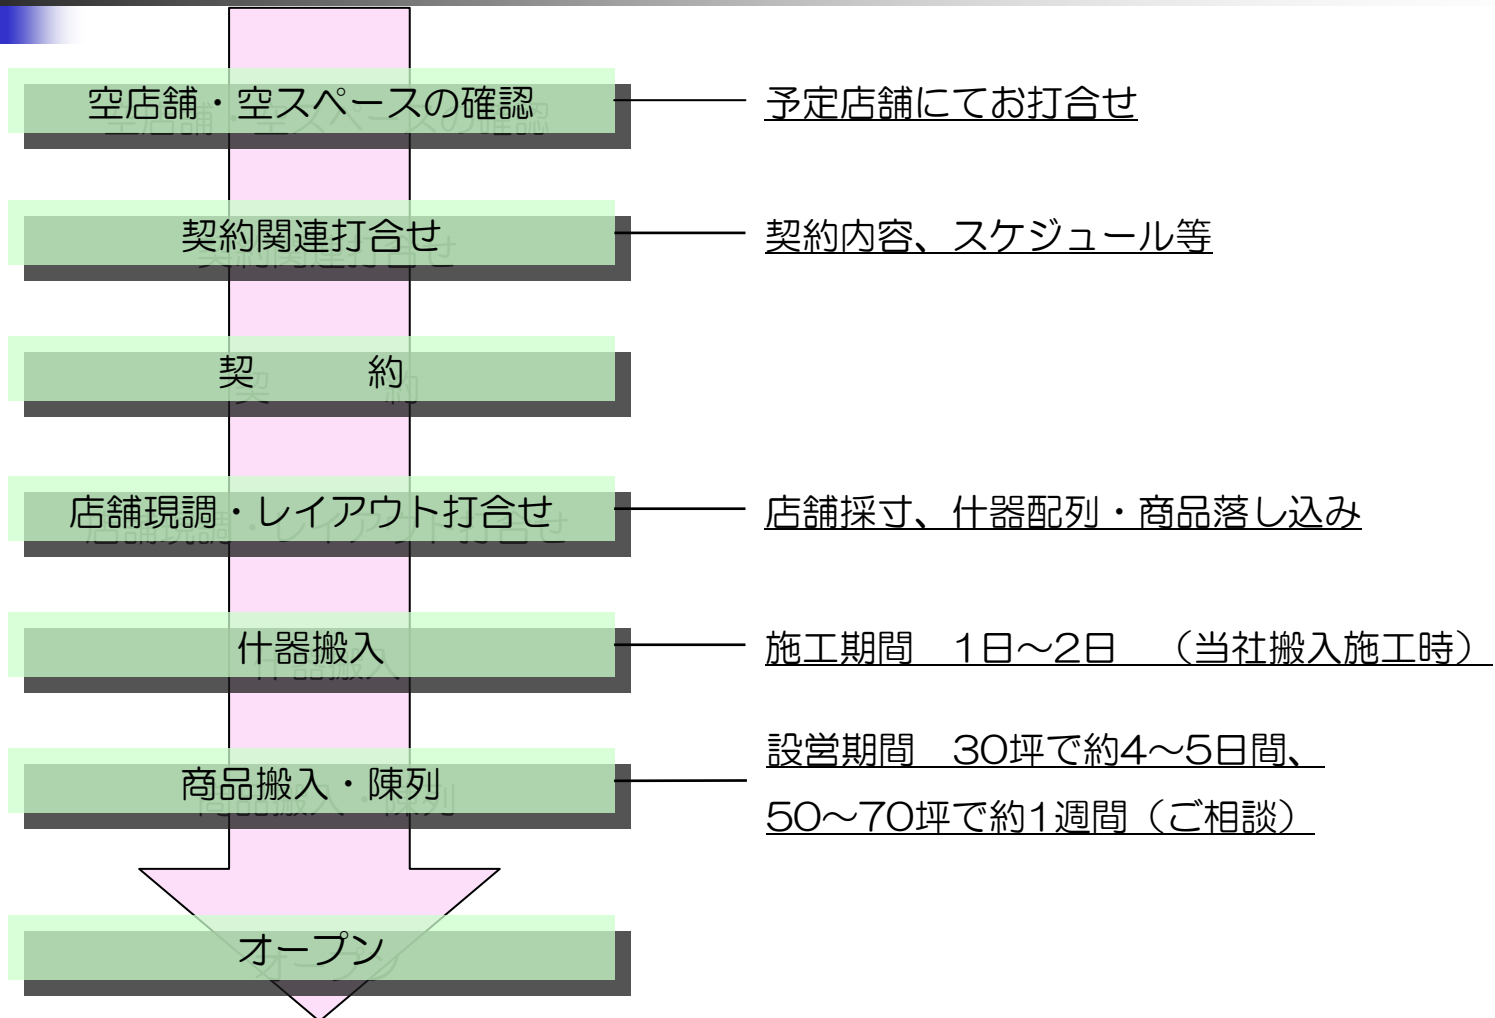 空店舗・空スペースの確認
予定店舗にてお打合せ
契約関連打合せ
契約内容、スケジュール等
契　　　約
店舗現調・レイアウト打合せ
店舗採寸、什器配列・商品落し込み
什器搬入
施工期間　1日～2日　（当社搬入施工時）
商品搬入・陳列
設営期間　30坪で約4～5日間、
50～70坪で約1週間（ご相談）
オープン